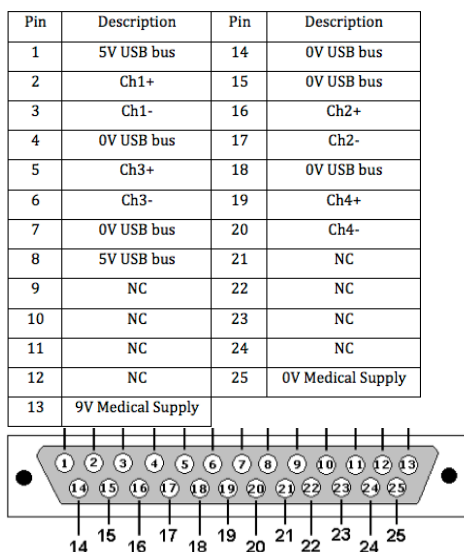 Pin Description Pin Description
1 5V USB bus 14 0V USB bus
2 Ch1+ 15 0V USB bus
3 Ch1- 16 Ch2+
4 0V USB bus 17 Ch2-
5 Ch3+ 18 0V USB bus
6 Ch3- 19 Ch4+
7 0V USB bus 20 Ch4-
8 5V USB bus 21 NC
9 NC 22 NC
10 NC 23 NC
11 NC 24 NC
12 NC 25 0V Medical Supply
13 9V Medical Supply
1 2 3 4 5 6 7 8 9 10 11 12 13
14 15 16 17 18 19 20 21 22 23 24 25
14 15 16 17 18 19 20 21 22 23 24 25